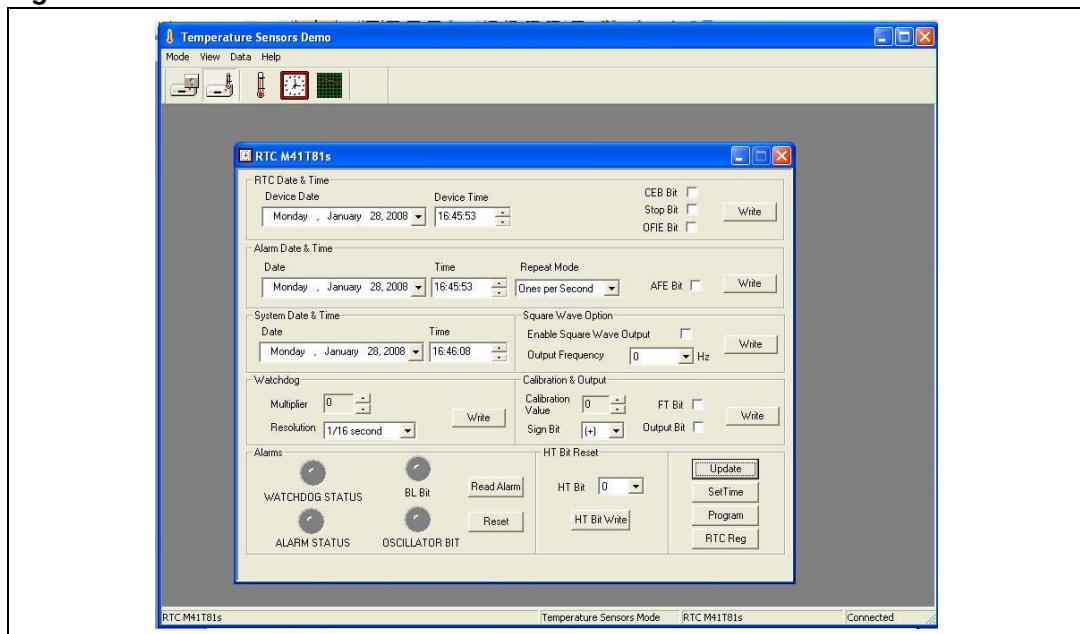 Temperature Sensors Demo
Mode View Data Help
RTC M41T81s
RTC Date & Time
Device Date
Device Time
CEB Bit
Monday , January 28, 2008
16:45:53
Stop Bit
Write
OFIE Bit
Alarm Date & Time
Date
Time
Repeat Mode
Monday , January 28, 2008
16:45:53
Ones per Second
AFE Bit
Write
System Date & Time
Date
Time
Monday , January 28, 2008
16:46:08
Square Wave Option
Enable Square Wave Output
Output Frequency
0
Hz
Write
Watchdog
Multiplier
0
Resolution
1/16 second
Write
Calibration & Output
Calibration Value
0
FT Bit
Sign Bit
(+)
Output Bit
Write
Alarms
WATCHDOG STATUS
BL Bit
Read Alarm
ALARM STATUS
OSCILLATOR BIT
Reset
HT Bit Reset
HT Bit
0
HT Bit Write
Update
SetTime
Program
RTC Reg
RTC M41T81s
Temperature Sensors Mode
RTC M41T81s
Connected